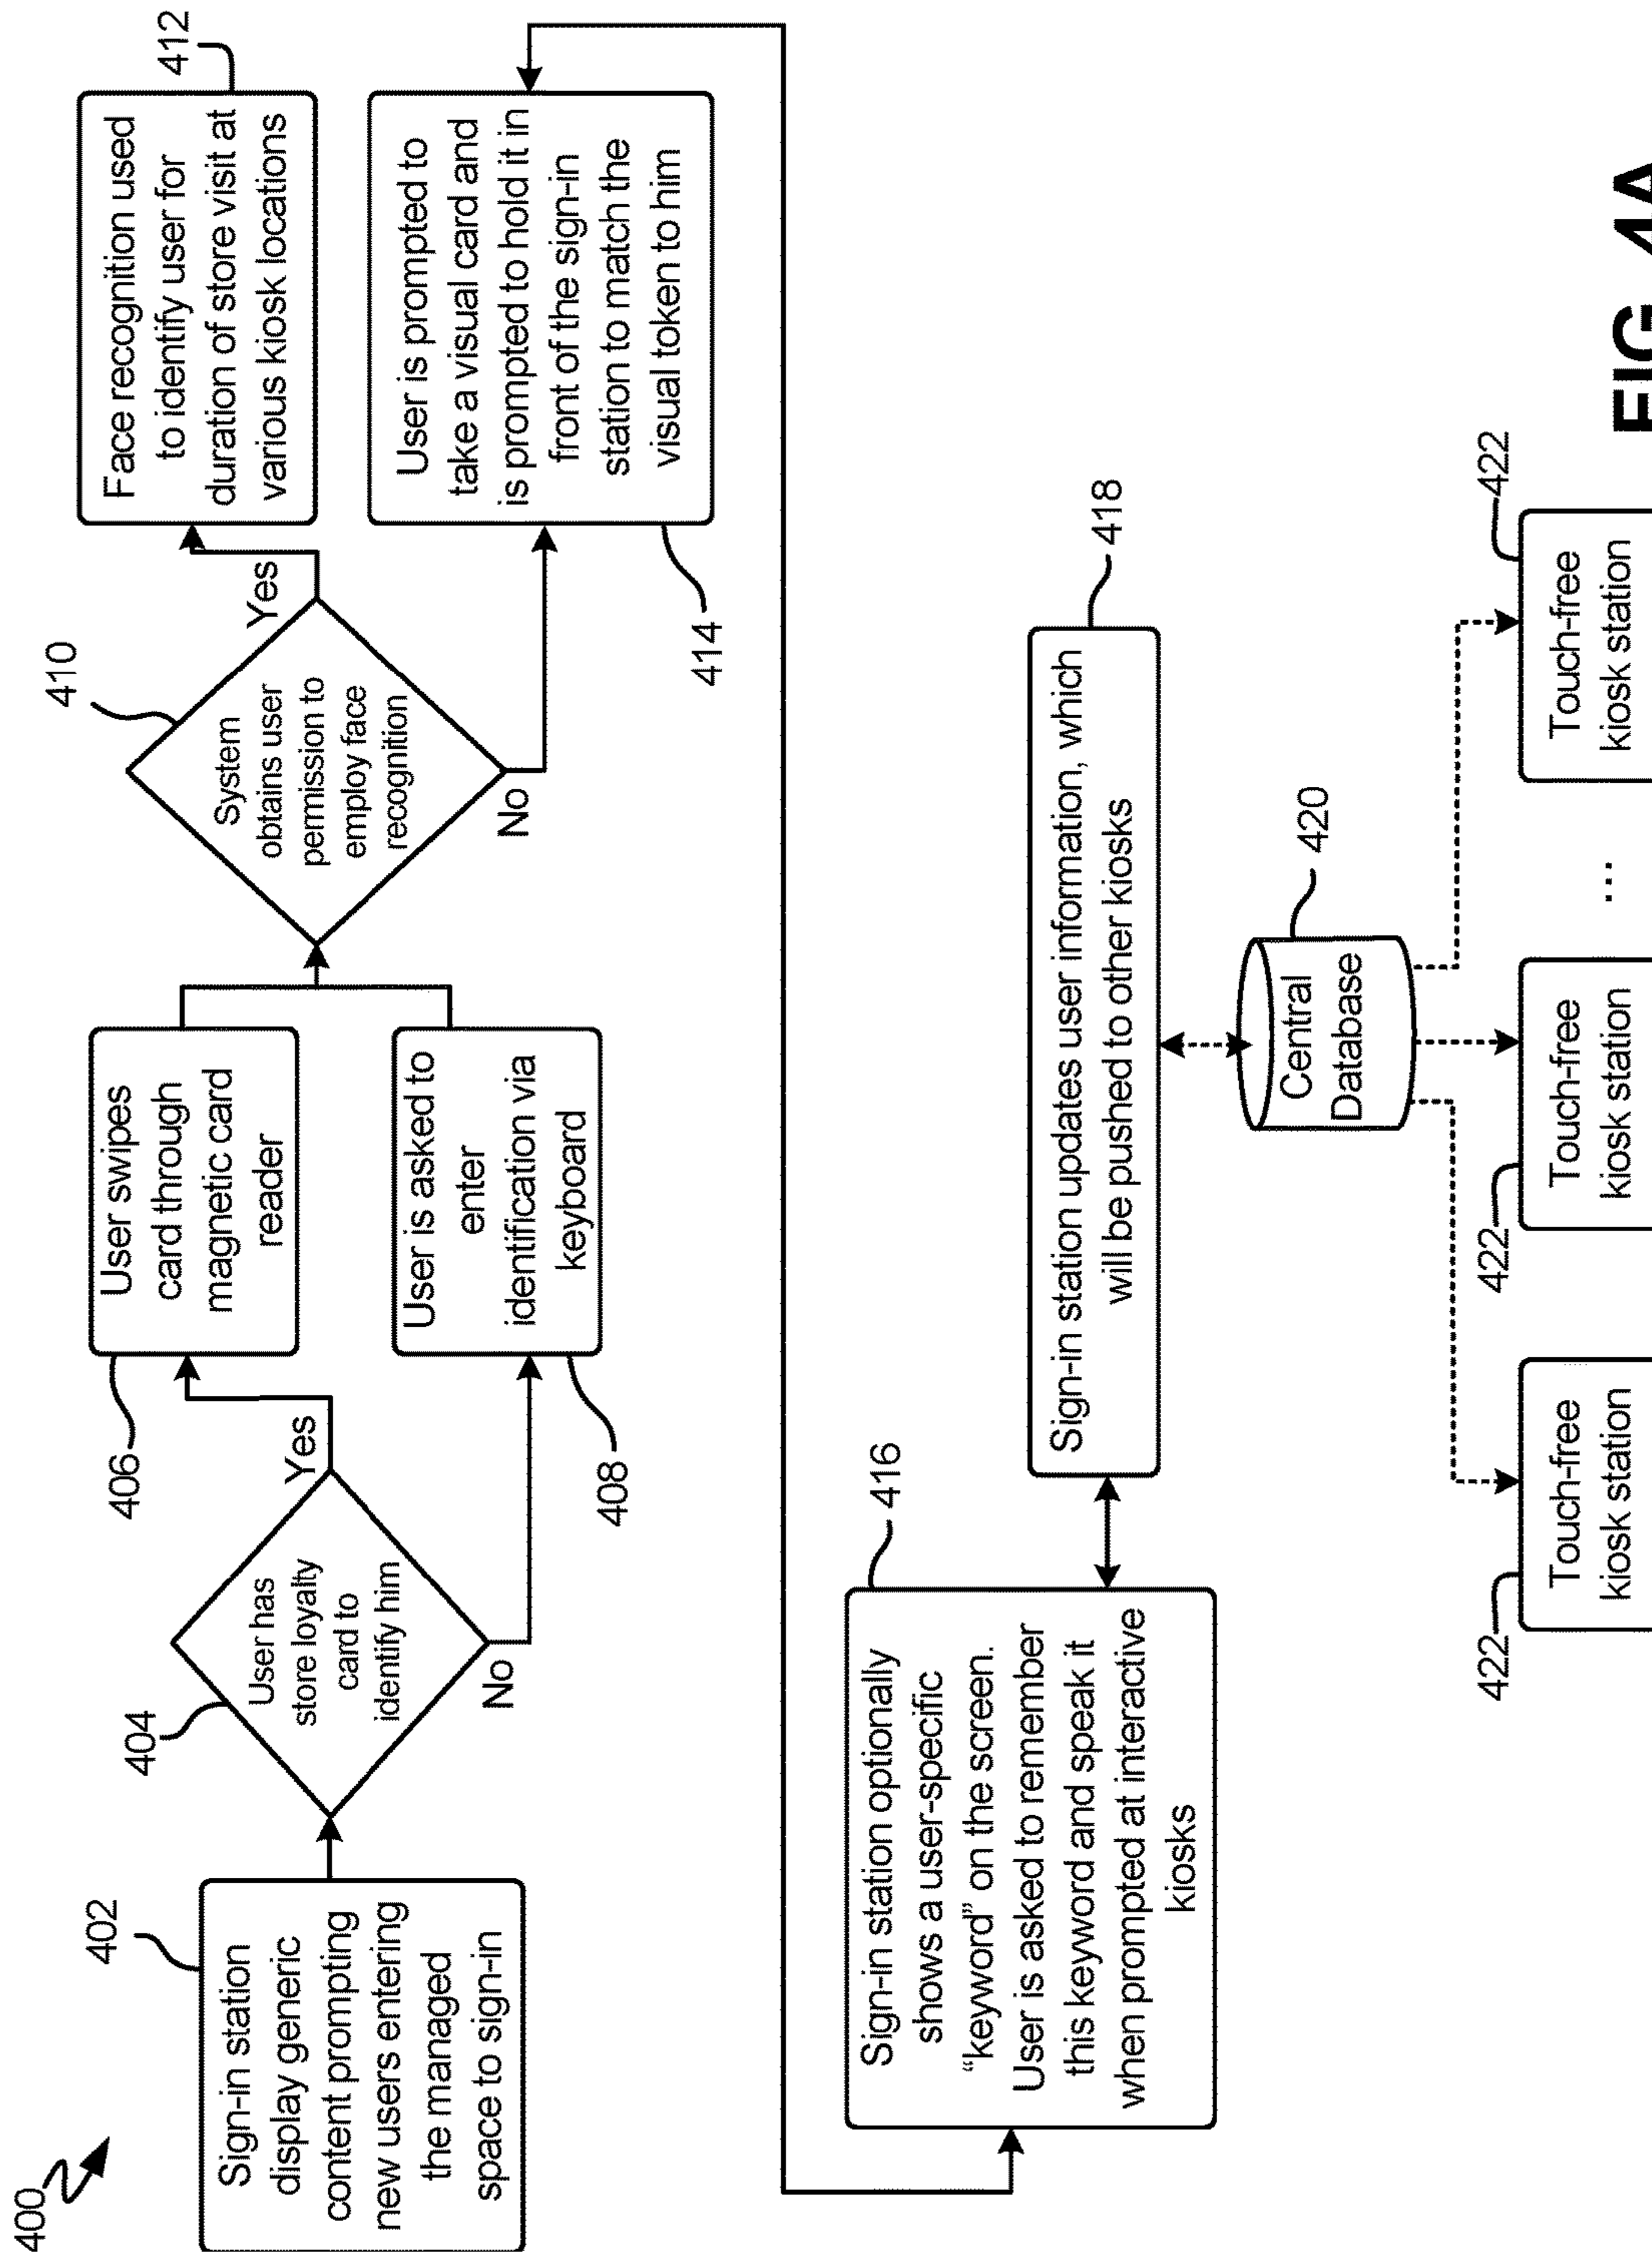 400
402
Sign-in station
display generic
content prompting
new users entering
the managed
space to sign-in
404
User has
store loyalty
card to
identify him
Yes
No
406
User swipes
card through
magnetic card
reader
408
User is asked to
enter
identification via
keyboard
410
System
obtains user
permission to
employ face
recognition
Yes
No
412
Face recognition used
to identify user for
duration of store visit at
various kiosk locations
414
User is prompted to
take a visual card and
is prompted to hold it in
front of the sign-in
station to match the
visual token to him
416
Sign-in station optionally
shows a user-specific
“keyword” on the screen.
User is asked to remember
this keyword and speak it
when prompted at interactive
kiosks
418
Sign-in station updates user information, which
will be pushed to other kiosks
420
Central
Database
422
Touch-free
kiosk station
422
Touch-free
kiosk station
...
422
Touch-free
kiosk station
FIG. 4A